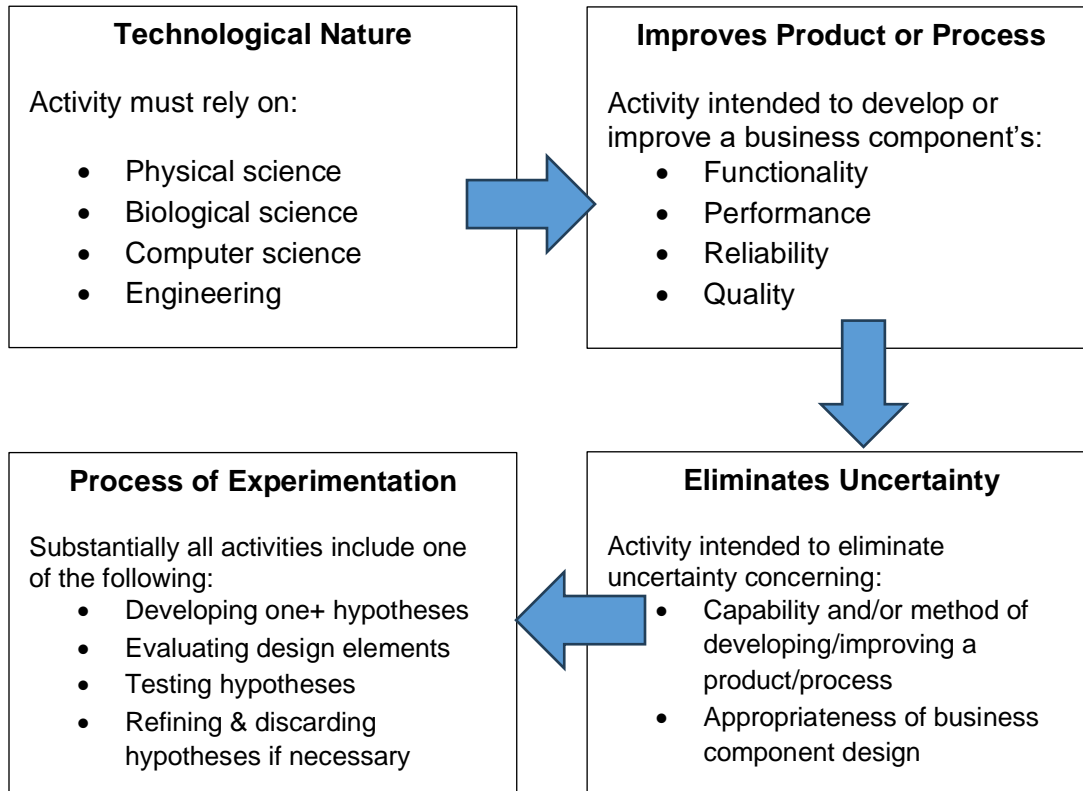 Technological Nature
Activity must rely on:
• Physical science
• Biological science
• Computer science
• Engineering
Improves Product or Process
Activity intended to develop or
improve a business component’s:
• Functionality
• Performance
• Reliability
• Quality
Eliminates Uncertainty
Activity intended to eliminate
uncertainty concerning:
• Capability and/or method of
developing/improving a
product/process
• Appropriateness of business
component design
Process of Experimentation
Substantially all activities include one
of the following:
• Developing one+ hypotheses
• Evaluating design elements
• Testing hypotheses
• Refining & discarding
hypotheses if necessary